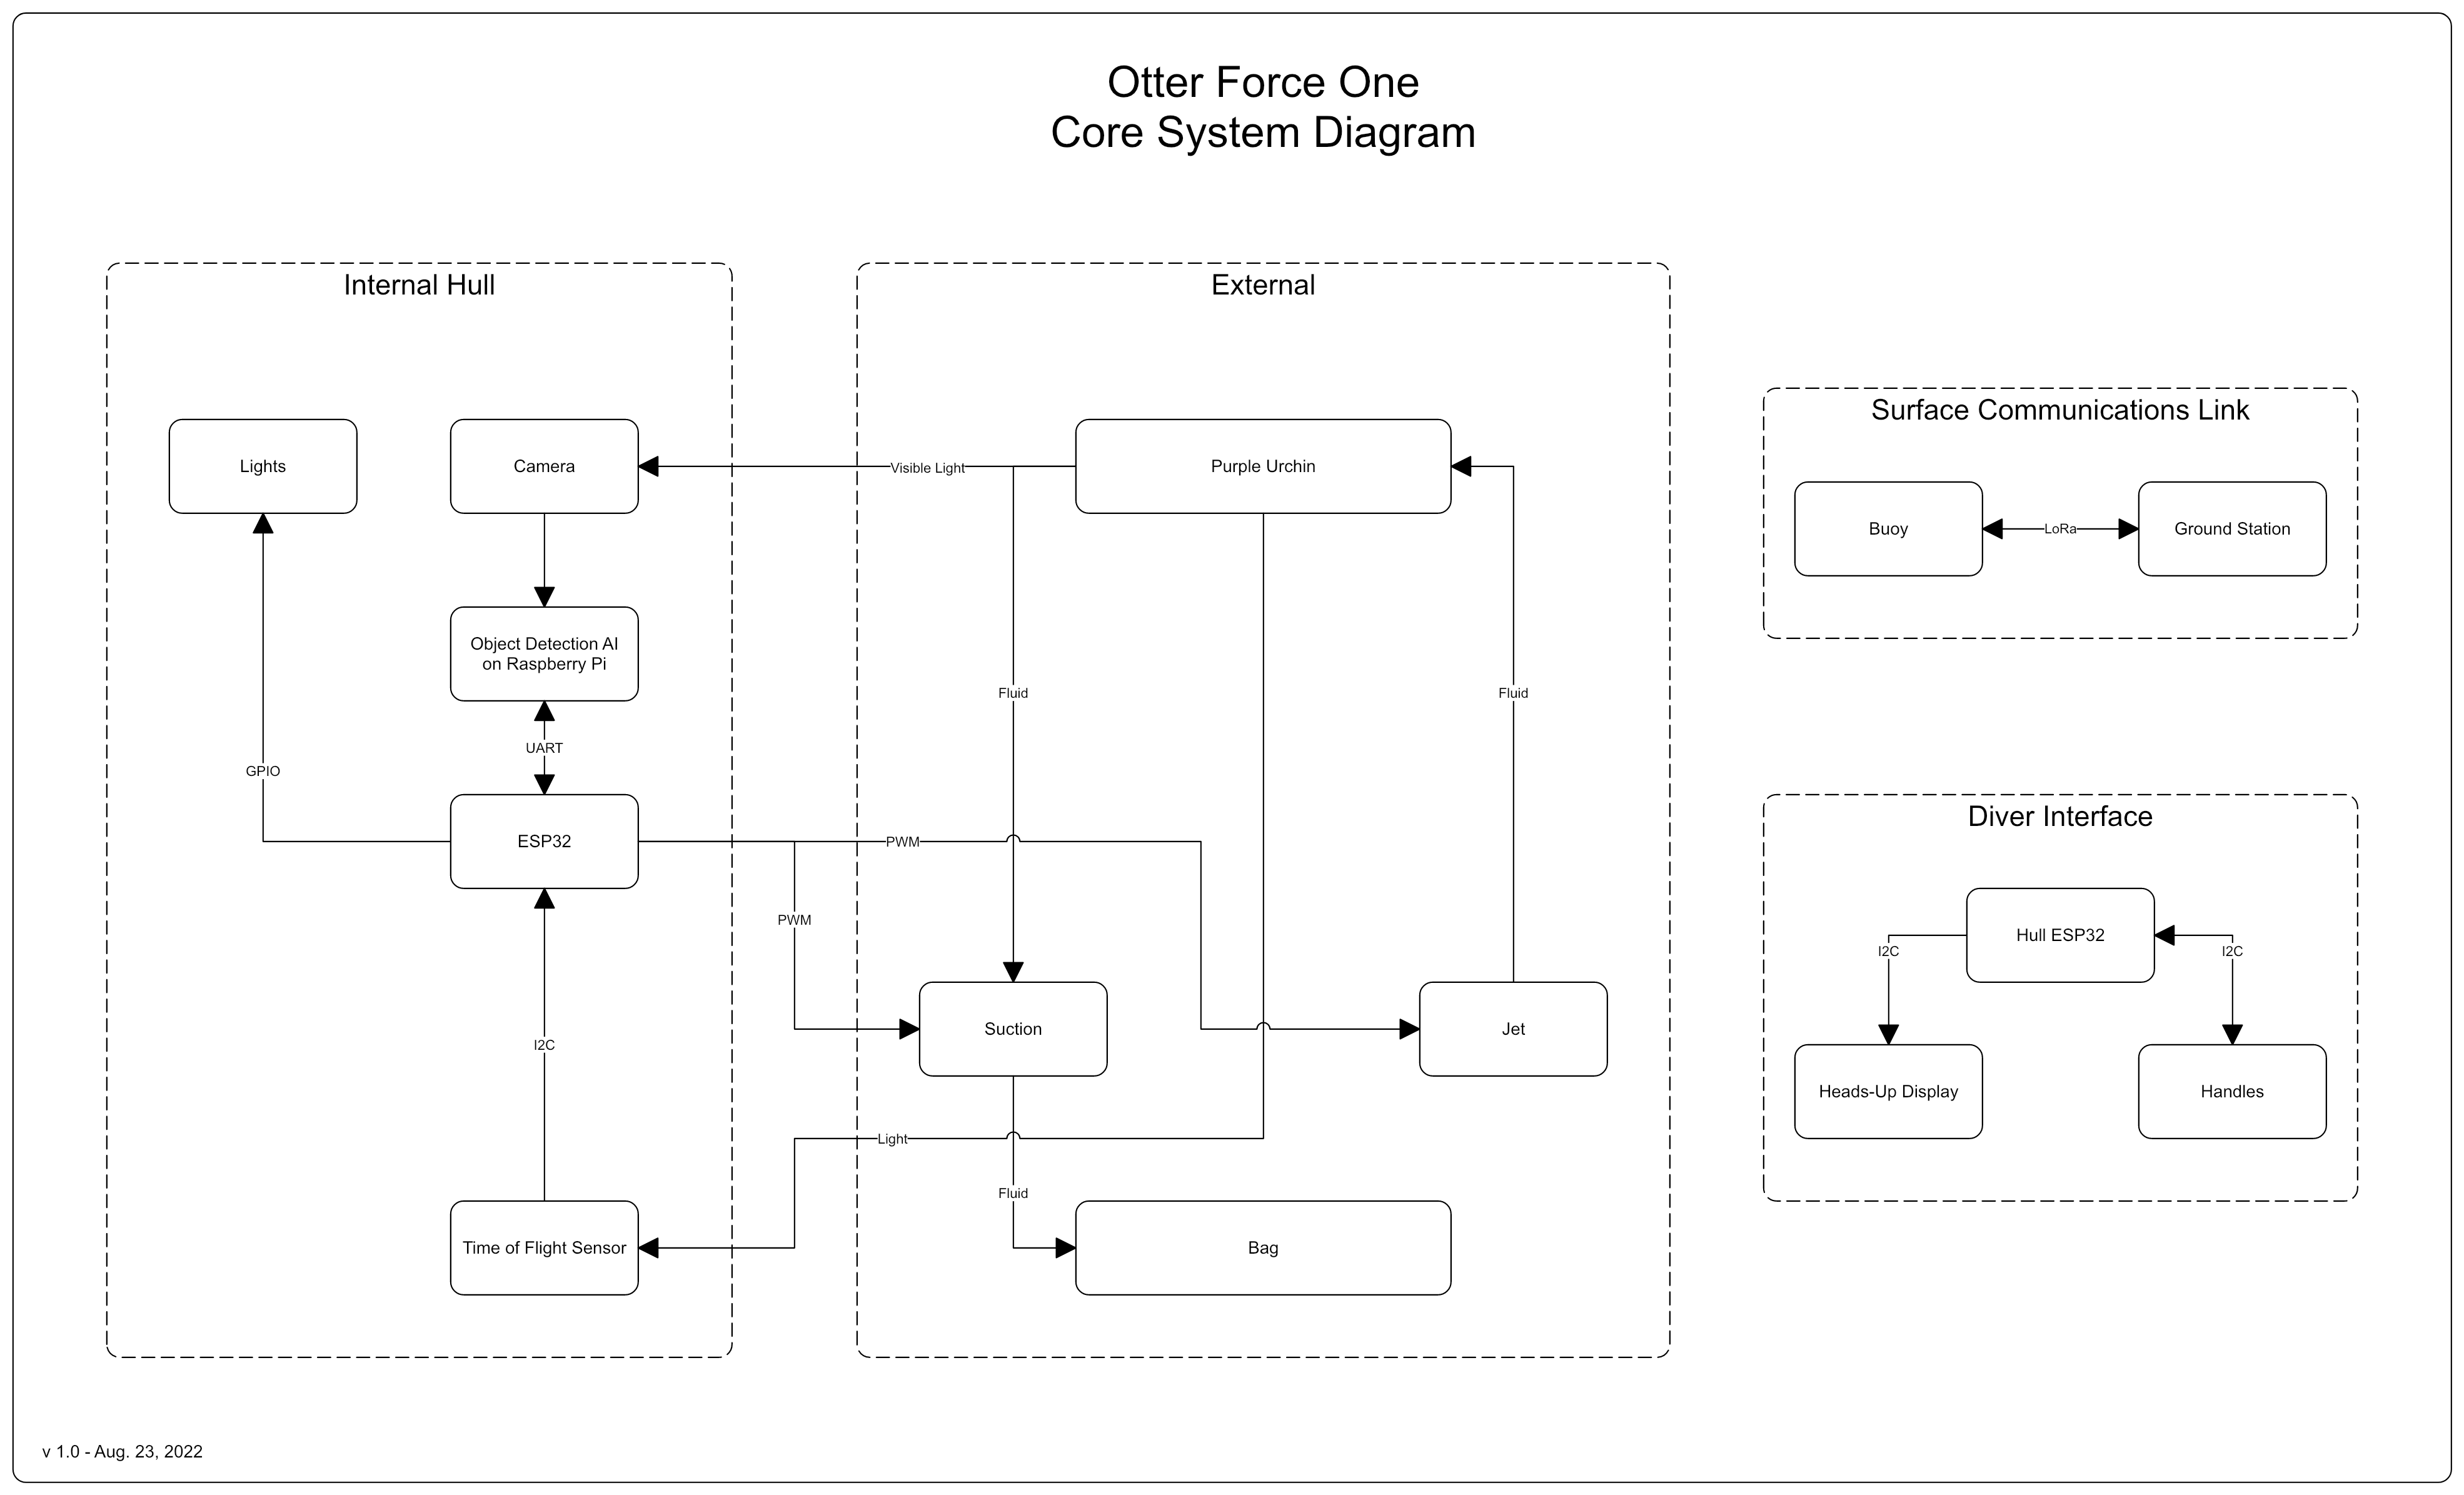 Otter Force One
Core System Diagram
Internal Hull
External
Surface Communications Link
Lights
Camera
Visible Light
Purple Urchin
Buoy
LoRa
Ground Station
Object Detection AI
on Raspberry Pi
Fluid
Fluid
UART
GPIO
Diver Interface
ESP32
PWM
PWM
Hull ESP32
I2C
I2C
Suction
Jet
I2C
Heads-Up Display
Handles
Light
Fluid
Time of Flight Sensor
Bag
v 1.0 - Aug. 23, 2022